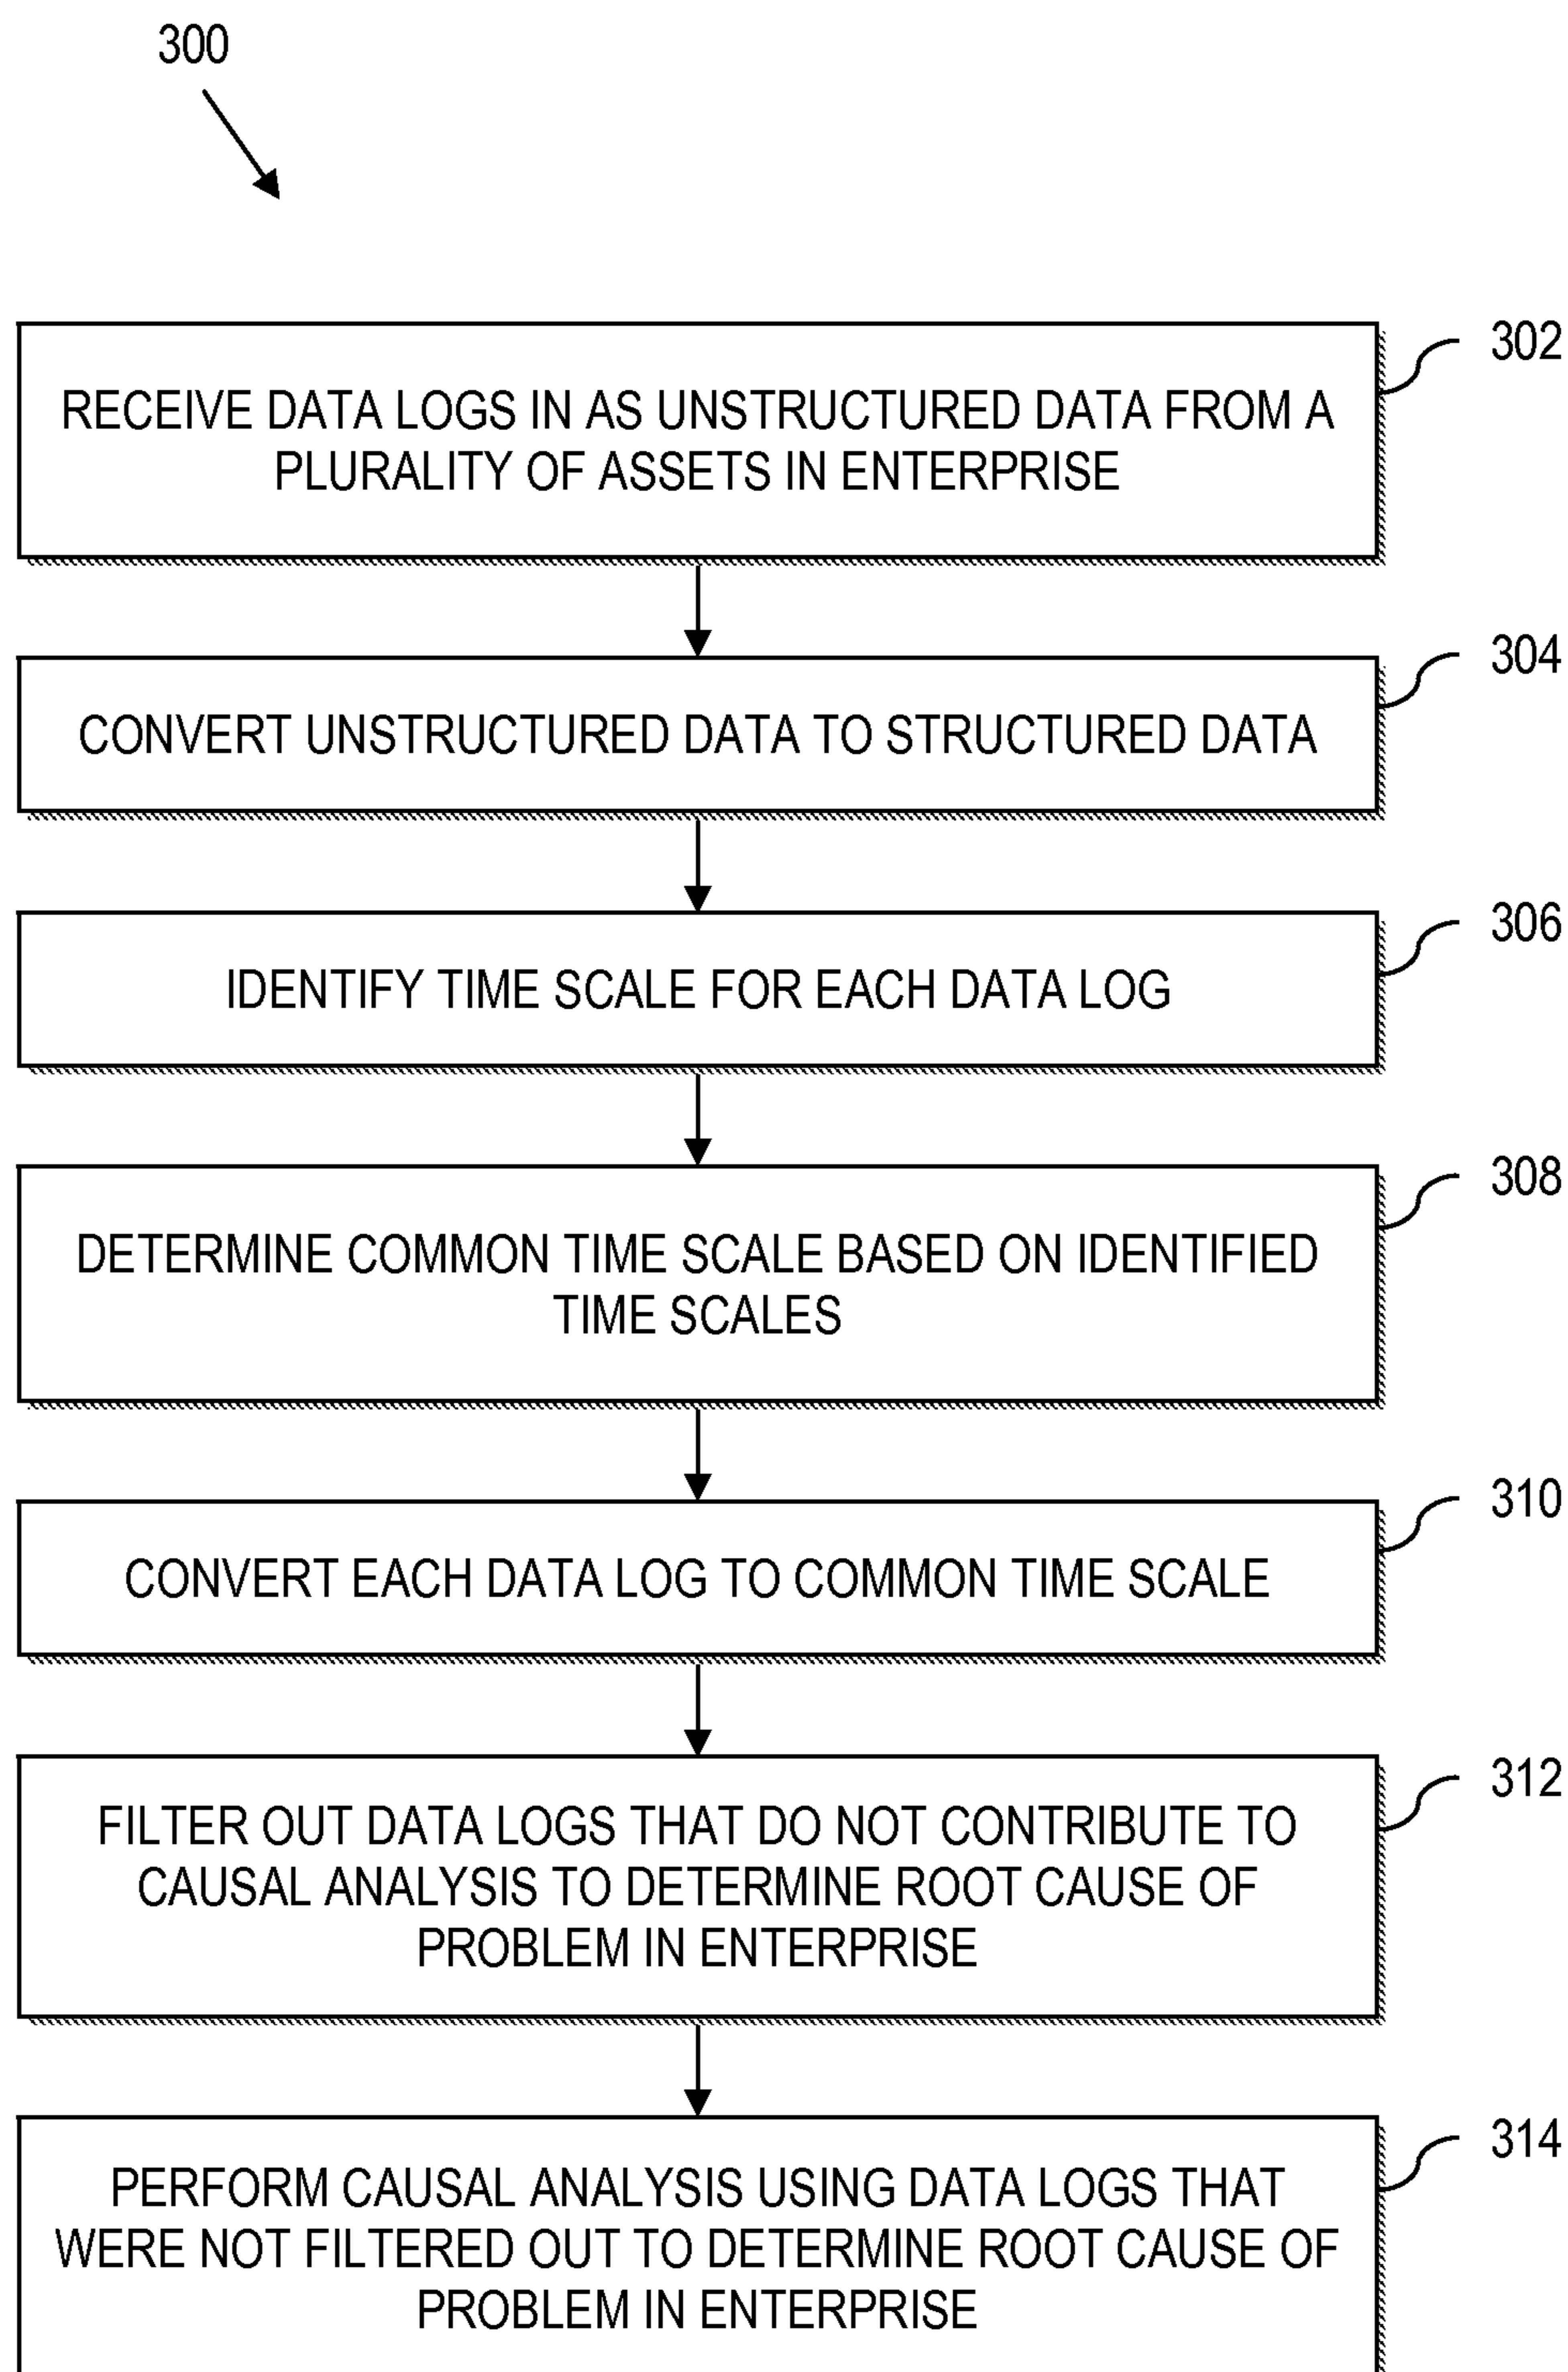 300
302
RECEIVE DATA LOGS IN AS UNSTRUCTURED DATA FROM A
PLURALITY OF ASSETS IN ENTERPRISE
304
CONVERT UNSTRUCTURED DATA TO STRUCTURED DATA
306
IDENTIFY TIME SCALE FOR EACH DATA LOG
308
DETERMINE COMMON TIME SCALE BASED ON IDENTIFIED
TIME SCALES
310
CONVERT EACH DATA LOG TO COMMON TIME SCALE
312
FILTER OUT DATA LOGS THAT DO NOT CONTRIBUTE TO
CAUSAL ANALYSIS TO DETERMINE ROOT CAUSE OF
PROBLEM IN ENTERPRISE
314
PERFORM CAUSAL ANALYSIS USING DATA LOGS THAT
WERE NOT FILTERED OUT TO DETERMINE ROOT CAUSE OF
PROBLEM IN ENTERPRISE